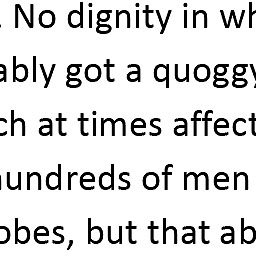 . No dignity in wh
ably got a quoggy
ch at times affect
hundreds of men
obes, but that ab